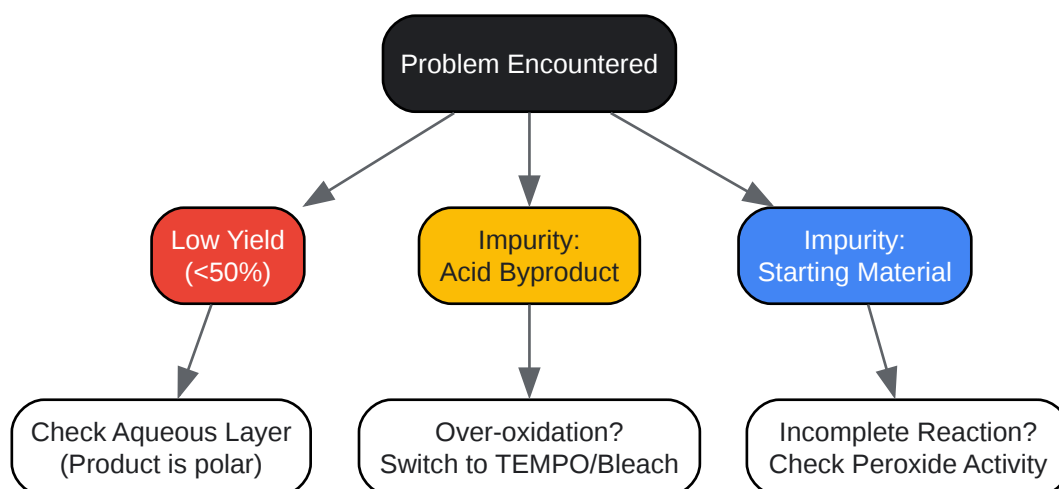 Problem Encountered
Low Yield
(<50%)
Impurity:
Acid Byproduct
Impurity:
Starting Material
Check Aqueous Layer
(Product is polar)
Over-oxidation?
Switch to TEMPO/Bleach
Incomplete Reaction?
Check Peroxide Activity